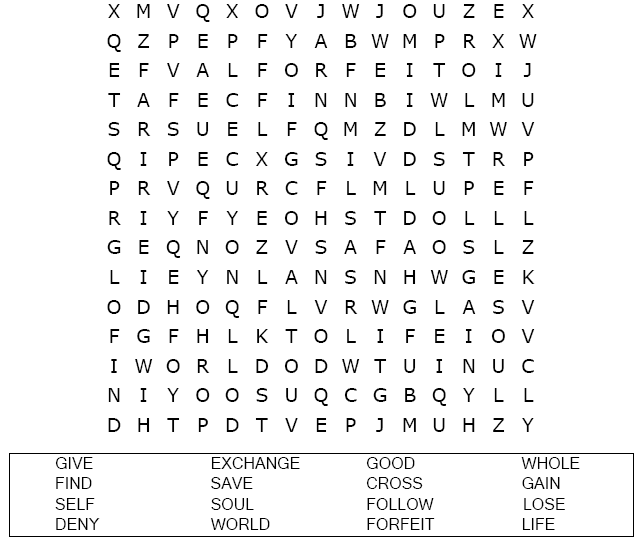 X M V Q X O V J W J O U Z E X
Q Z P E P F Y A B W M P R X W
E F V A L F O R F E I T O I J
T A F E C F I N N B I W L M U
S R S U E L F Q M Z D L M W V
Q I P E C X G S I V D S T R P
P R V Q U R C F L M L U P E F
R I Y F Y E O H S T D O L L L
G E Q N O Z V S A F A O S L Z
L I E Y N L A N S N H W G E K
O D H O Q F L V R W G L A S V
F G F H L K T O L I F E I O V
I W O R L D O D W T U I N U C
N I Y O O S U Q C G B Q Y L L
D H T P D T V E P J M U H Z Y
GIVE EXCHANGE GOOD WHOLE
FIND SAVE CROSS GAIN
SELF SOUL FOLLOW LOSE
DENY WORLD FORFEIT LIFE